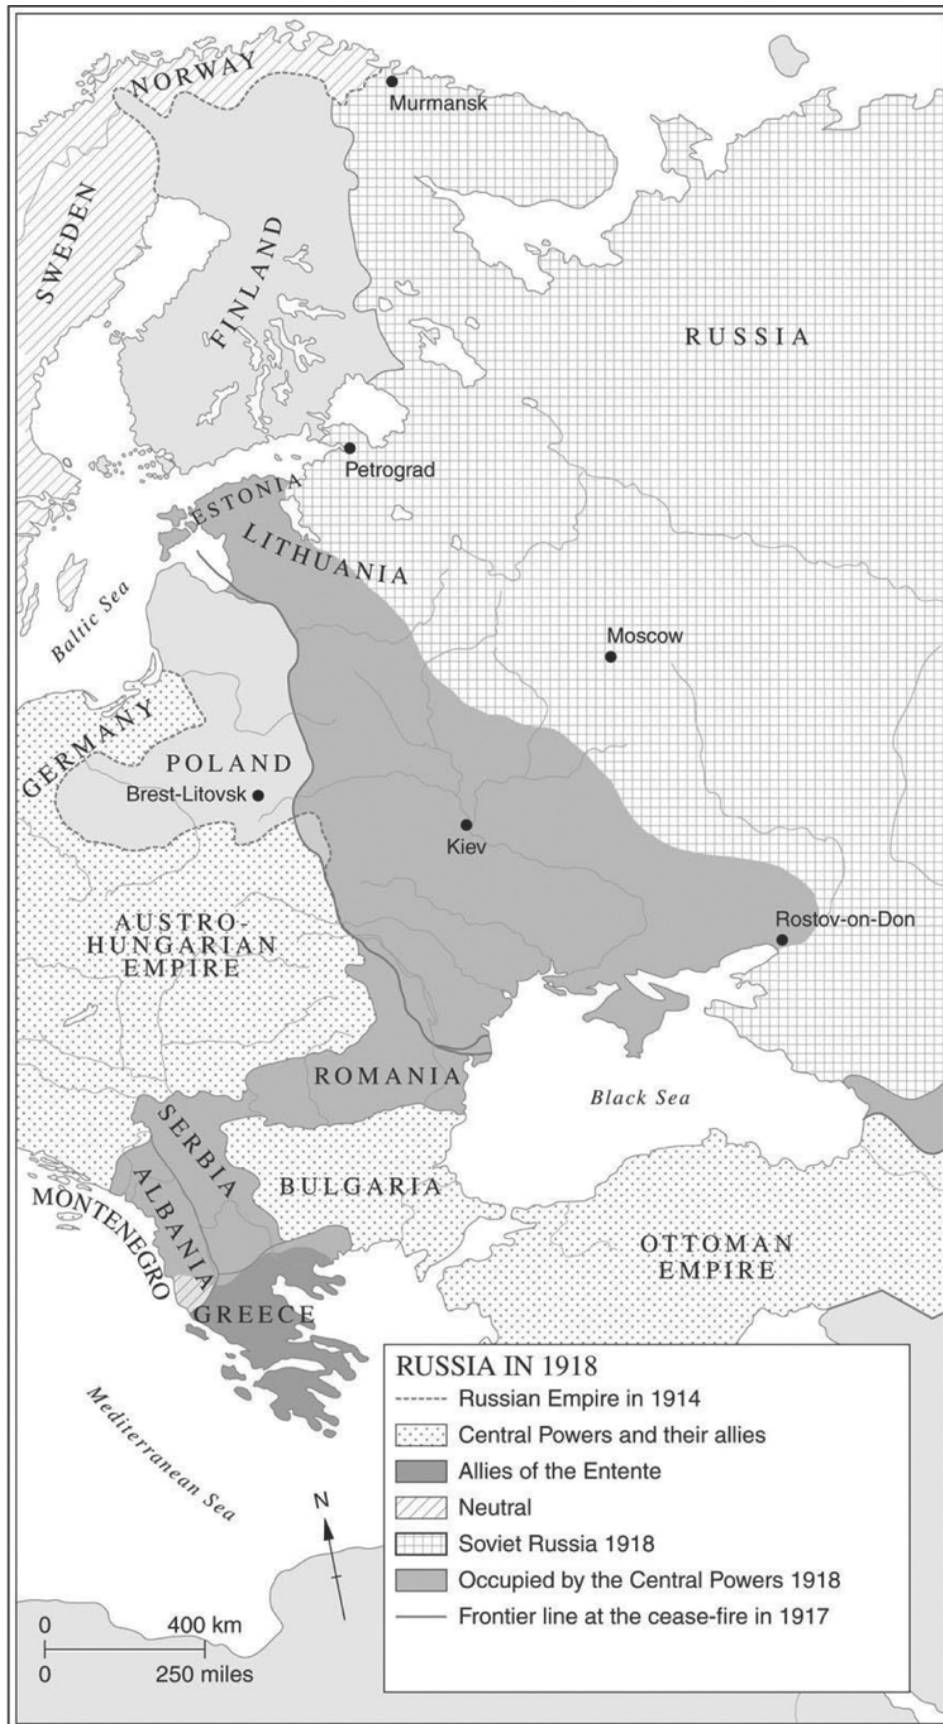 NORWAY
Murmansk
SWEDEN
FINLAND
RUSSIA
Petrograd
ESTONIA
LITHUANIA
Baltic Sea
Moscow
GERMANY
POLAND
Brest-Litovsk
Kiev
AUSTRO-
HUNGARIAN
EMPIRE
Rostov-on-Don
ROMANIA
Black Sea
SERBIA
BULGARIA
ALBANIA
MONTENEGRO
OTTOMAN
EMPIRE
GREECE
Mediterranean Sea
N
0 400 km
0 250 miles
RUSSIA IN 1918
Russian Empire in 1914
Central Powers and their allies
Allies of the Entente
Neutral
Soviet Russia 1918
Occupied by the Central Powers 1918
Frontier line at the cease-fire in 1917